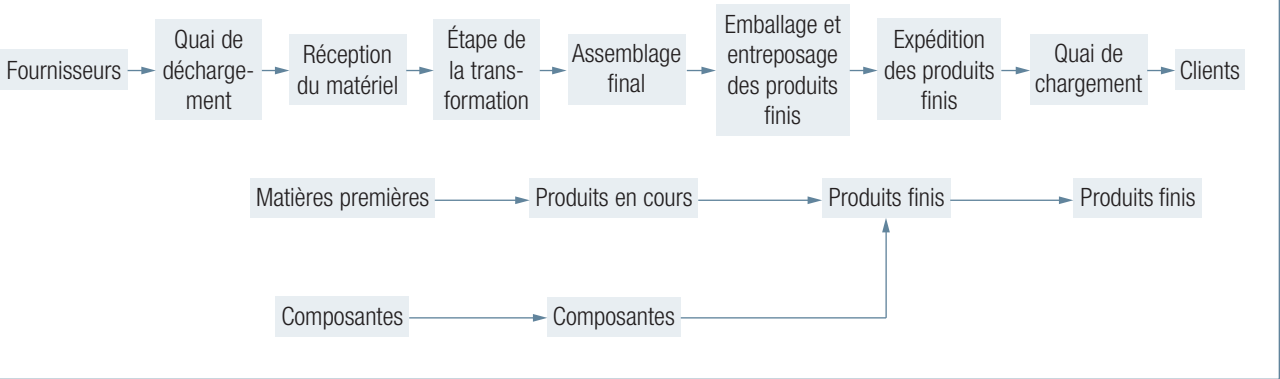 Fournisseurs
Quai de
décharge-
ment
Réception
du matériel
Étape de
la trans-
formation
Assemblage
final
Emballage et
entreposage
des produits
finis
Expédition
des produits
finis
Quai de
chargement
Clients
Matières premières
Produits en cours
Produits finis
Produits finis
Composantes
Composantes